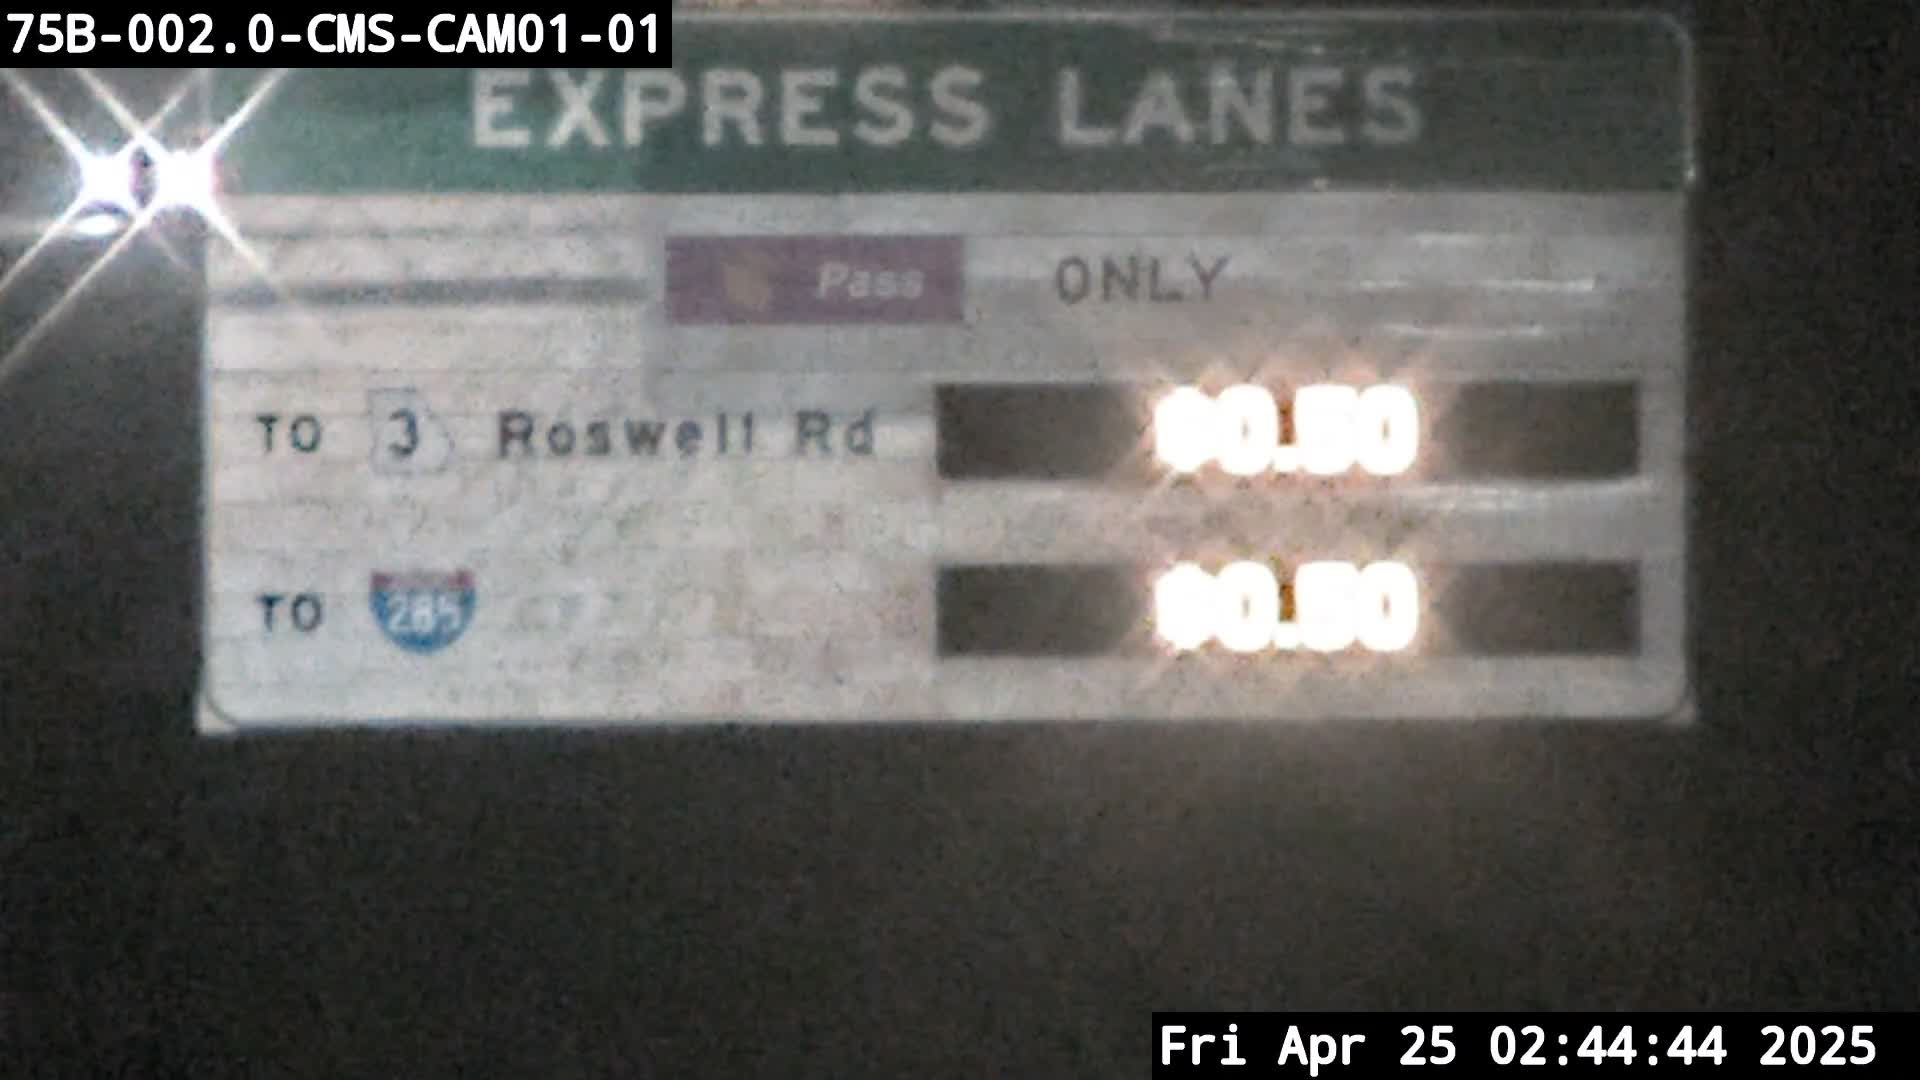 75B-002.0-CMS-CAM01-01
EXPRESS LANES
Pass ONLY
TO 3 Roswell Rd $0.50
TO 285 $0.50
Fri Apr 25 02:44:44 2025